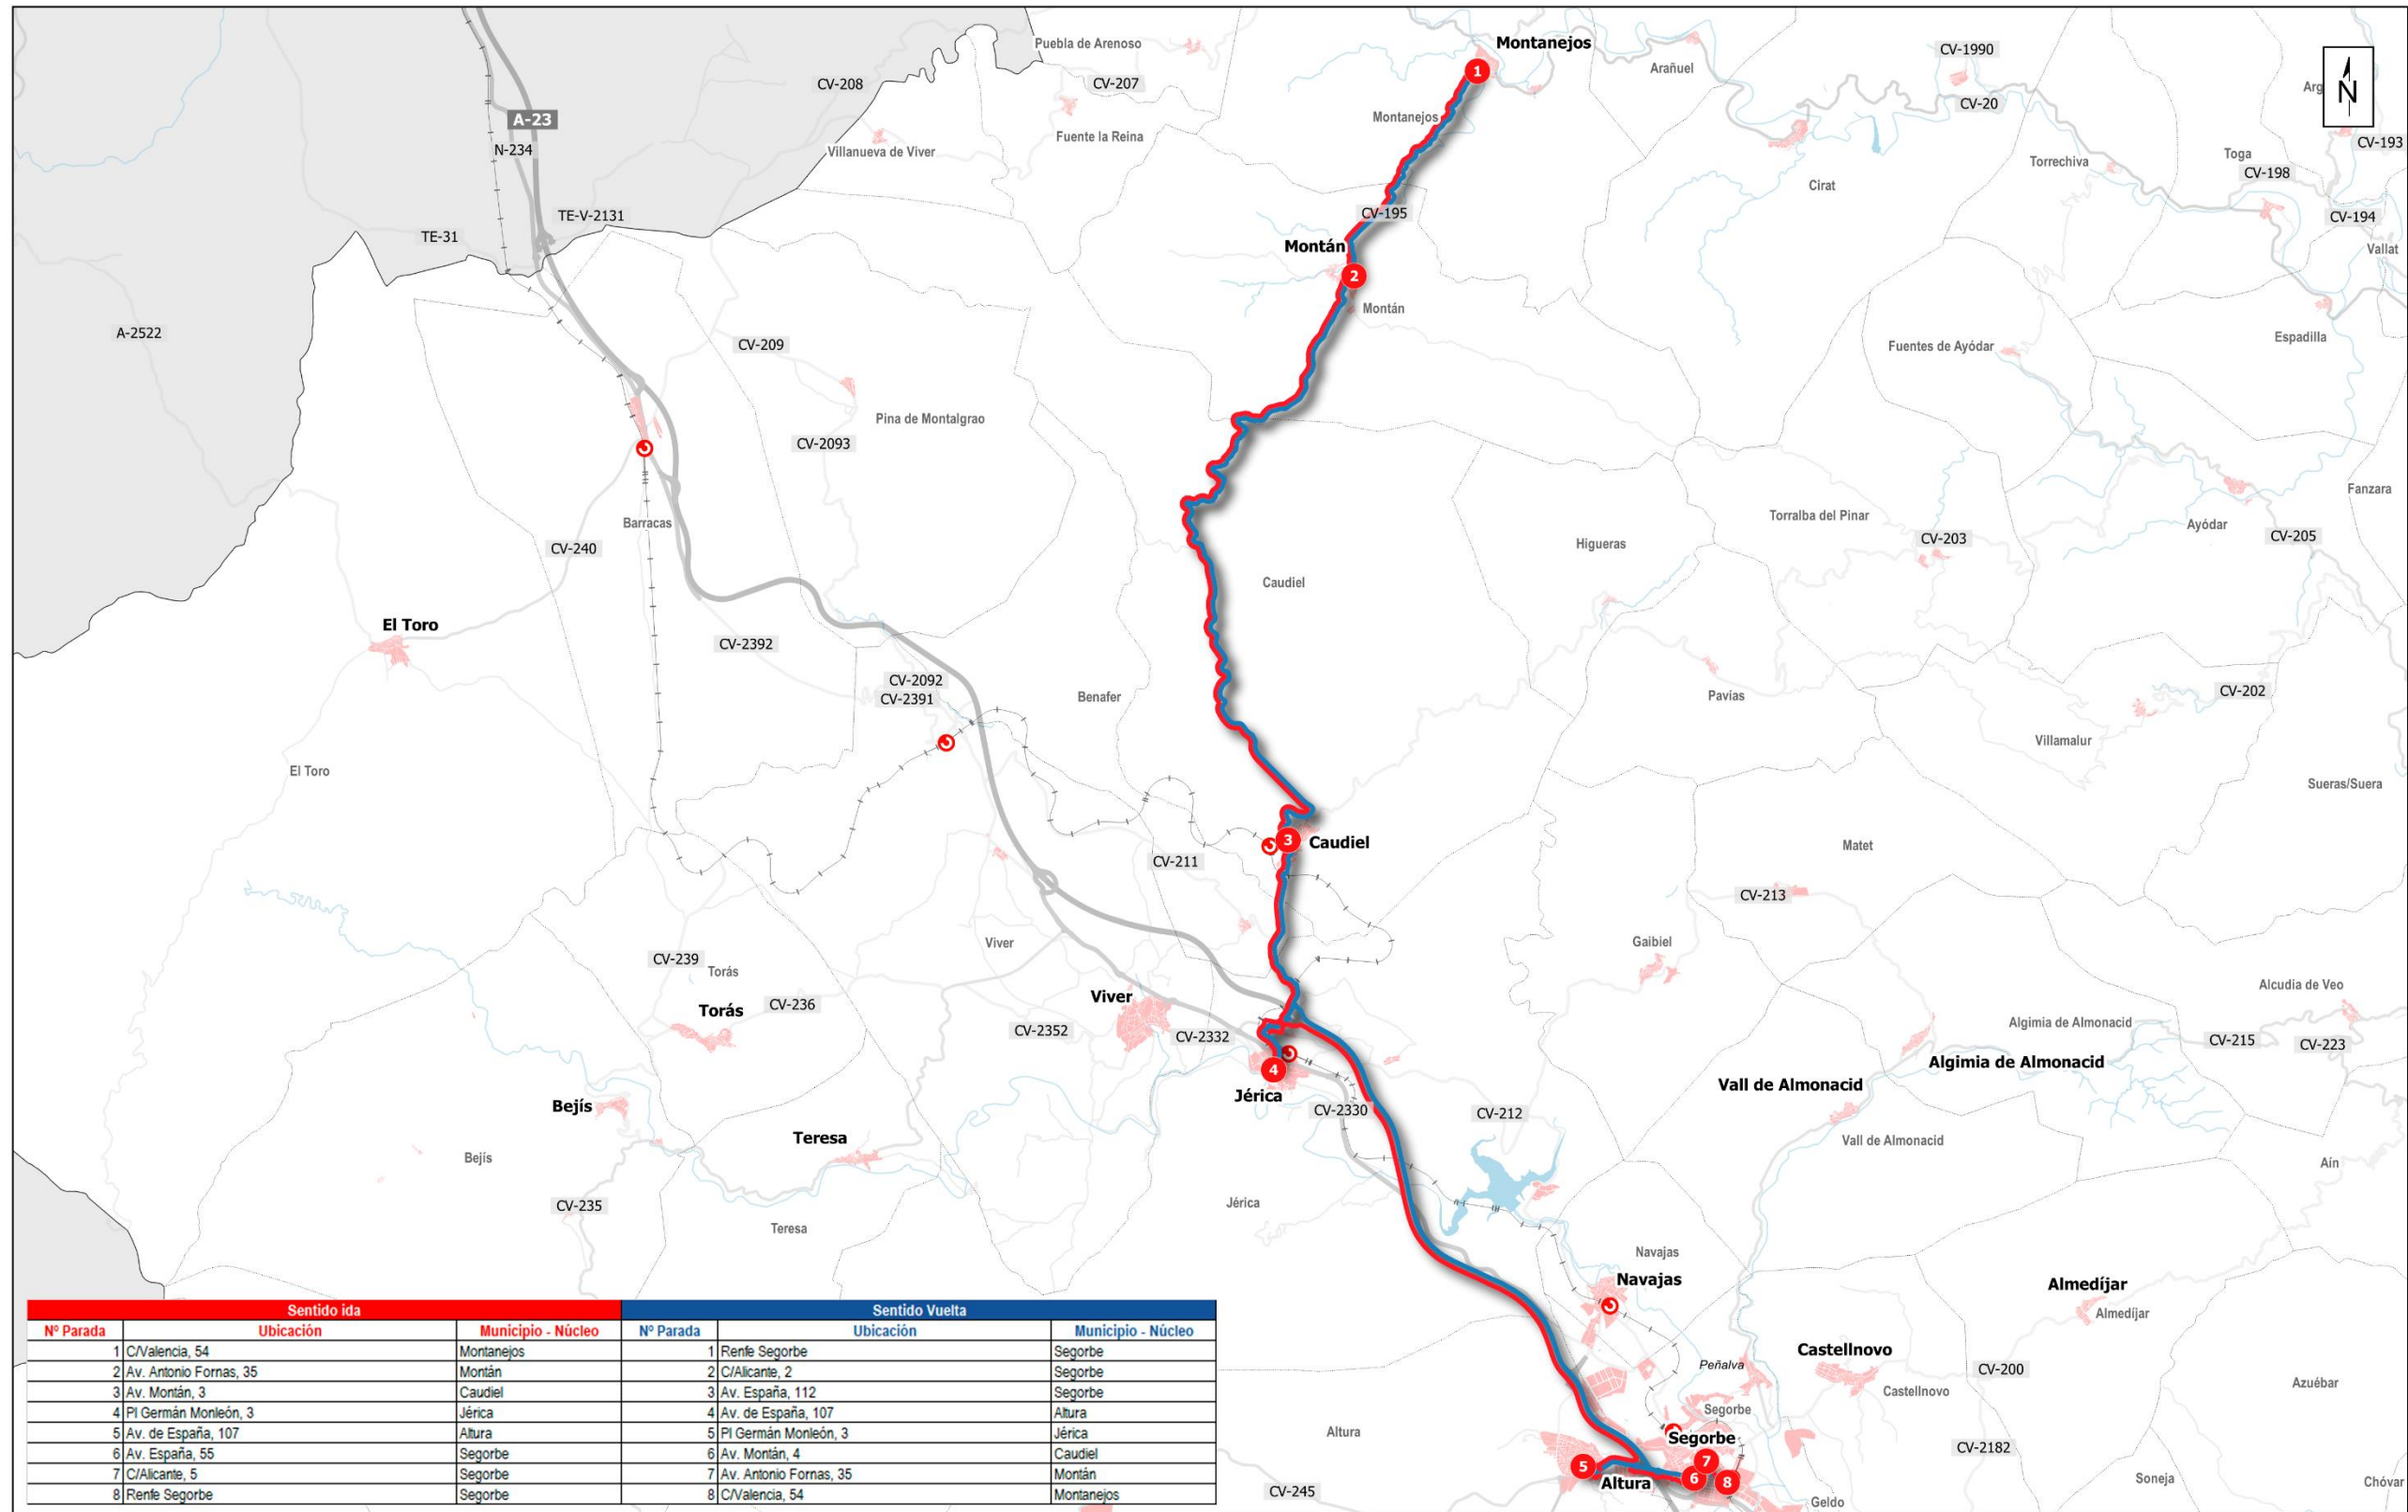 Puebla de Arenoso
Montanejos
CV-1990
CV-208
CV-207
Arañuel
Arg
N
A-23
CV-20
N-234
Villanueva de Viver
Fuente la Reina
Montanejos
1
CV-193
Torrechiva
Toga
CV-198
Cirat
TE-V-2131
CV-195
CV-194
TE-31
Montán
Vallat
2
A-2522
Montán
CV-209
Fuentes de Ayódar
Espadilla
Pina de Montalgrao
CV-2093
Fanzara
Barracas
Torralba del Pinar
Ayódar
CV-240
Higueras
CV-203
CV-205
Caudiel
El Toro
CV-2392
CV-2092
CV-2391
Benafer
Pavías
CV-202
Villamalur
El Toro
Sueras/Suera
3
Caudiel
CV-211
Matet
CV-213
Viver
Gaibiel
CV-239
Torás
Alcudia de Veo
Torás
CV-236
Viver
CV-2352
CV-2332
Algimia de Almonacid
CV-215
CV-223
4
Algimia de Almonacid
Vall de Almonacid
Jérica
Bejís
CV-2330
CV-212
Teresa
Vall de Almonacid
Bejís
Aín
CV-235
Jérica
Teresa
Navajas
Navajas
Almedíjar
Almedíjar
Castellnovo
Peñalva
CV-200
Castellnovo
Azuébar
Segorbe
Altura
Segorbe
CV-2182
5
7
6
8
Altura
Soneja
Chóvar
CV-245
Geldo
Sentido ida Sentido Vuelta
Nº Parada Ubicación Municipio - Núcleo Nº Parada Ubicación Municipio - Núcleo
1 C/Valencia, 54 Montanejos 1 Renfe Segorbe Segorbe
2 Av. Antonio Fornas, 35 Montán 2 C/Alicante, 2 Segorbe
3 Av. Montán, 3 Caudiel 3 Av. España, 112 Segorbe
4 Pl Germán Monleón, 3 Jérica 4 Av. de España, 107 Altura
5 Av. de España, 107 Altura 5 Pl Germán Monleón, 3 Jérica
6 Av. España, 55 Segorbe 6 Av. Montán, 4 Caudiel
7 C/Alicante, 5 Segorbe 7 Av. Antonio Fornas, 35 Montán
8 Renfe Segorbe Segorbe 8 C/Valencia, 54 Montanejos